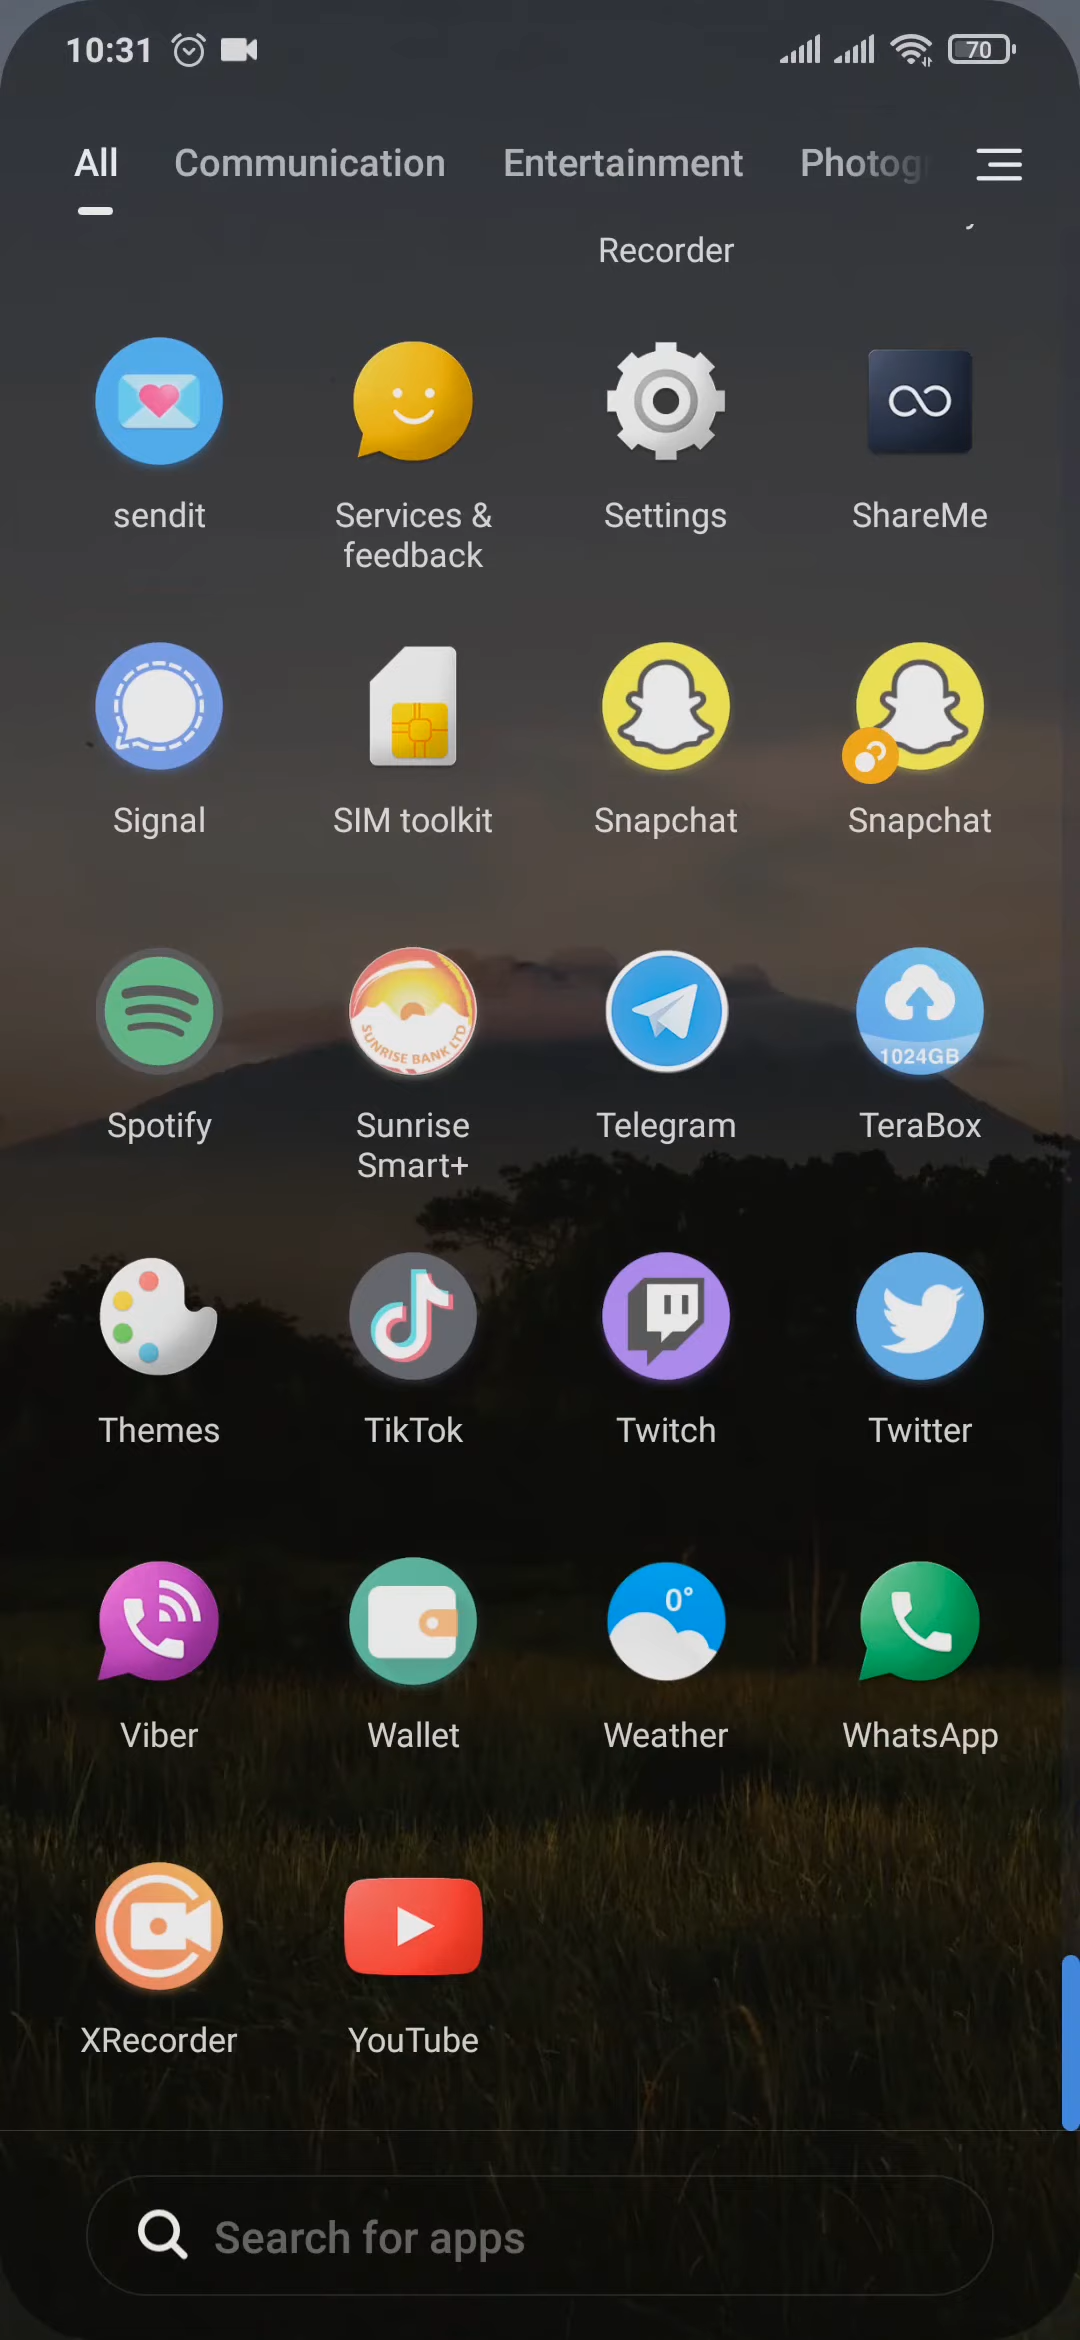 10:31
70
All Communication Entertainment Photog
Recorder
sendit
Services &
feedback
Settings
ShareMe
Signal
SIM toolkit
Snapchat
Snapchat
SUNRISE BANK LTD
1024GB
Spotify
Sunrise
Smart+
Telegram
TeraBox
Themes
TikTok
Twitch
Twitter
0°
Viber
Wallet
Weather
WhatsApp
XRecorder
YouTube
Search for apps